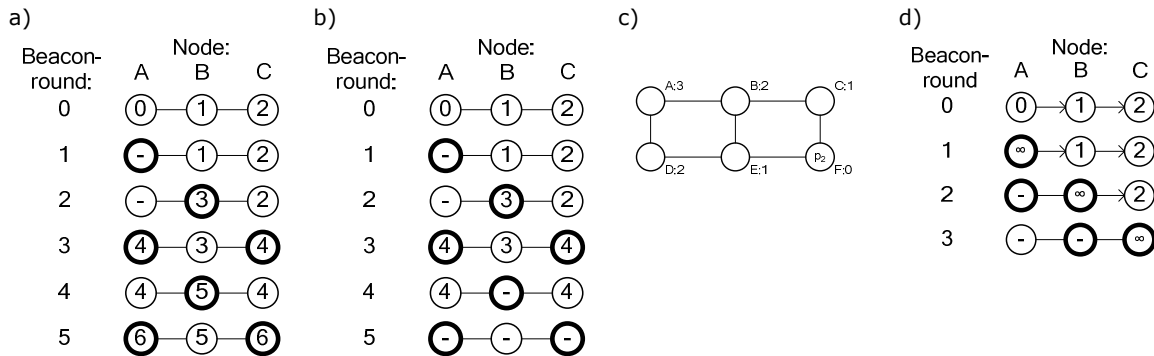 a)
Beacon-
round:
Node:
A B C
0 0 1 2
1 - 1 2
2 - 3 2
3 4 3 4
4 4 5 4
5 6 5 6
b)
Beacon-
round:
Node:
A B C
0 0 1 2
1 - 1 2
2 - 3 2
3 4 3 4
4 4 - 4
5 - - -
c)
A:3 B:2 C:1
p2
D:2 E:1 F:0
d)
Beacon-
round
Node:
A B C
0 0 1 2
1 ∞ 1 2
2 - ∞ 2
3 - - ∞